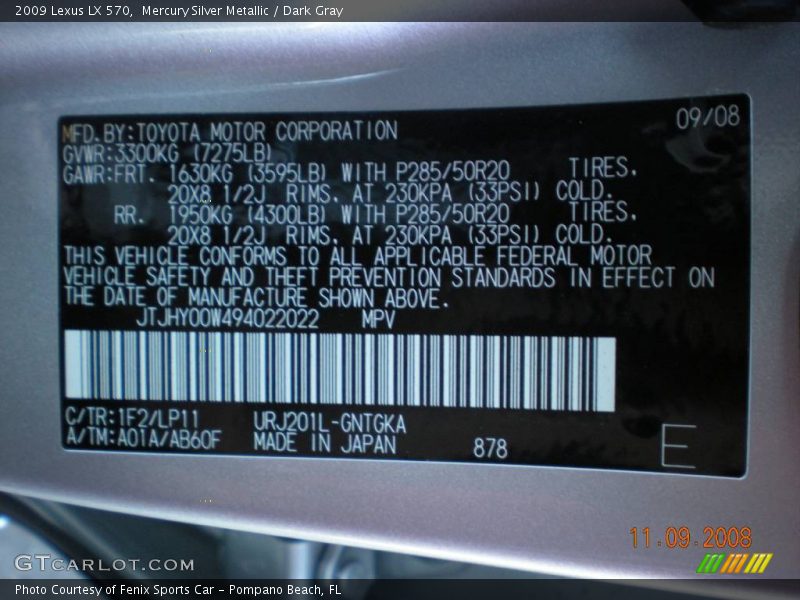 2009 Lexus LX 570, Mercury Silver Metallic / Dark Gray
09/08
MFD.BY:TOYOTA MOTOR CORPORATION
GVWR:3300KG (7275LB)
GAWR:FRT. 1630KG (3595LB) WITH P285/50R20 TIRES.
20X8 1/2J RIMS. AT 230KPA (33PSI) COLD.
RR. 1950KG (4300LB) WITH P285/50R20 TIRES.
20X8 1/2J RIMS. AT 230KPA (33PSI) COLD.
THIS VEHICLE CONFORMS TO ALL APPLICABLE FEDERAL MOTOR
VEHICLE SAFETY AND THEFT PREVENTION STANDARDS IN EFFECT ON
THE DATE OF MANUFACTURE SHOWN ABOVE.
JTJHY00W494022022 MPV
C/TR:1F2/LP11 URJ201L-GNTGKA
A/TM:A01A/AB60F MADE IN JAPAN 878 E
11.09.2008
GTCARLOT.COM
Photo Courtesy of Fenix Sports Car - Pompano Beach, FL